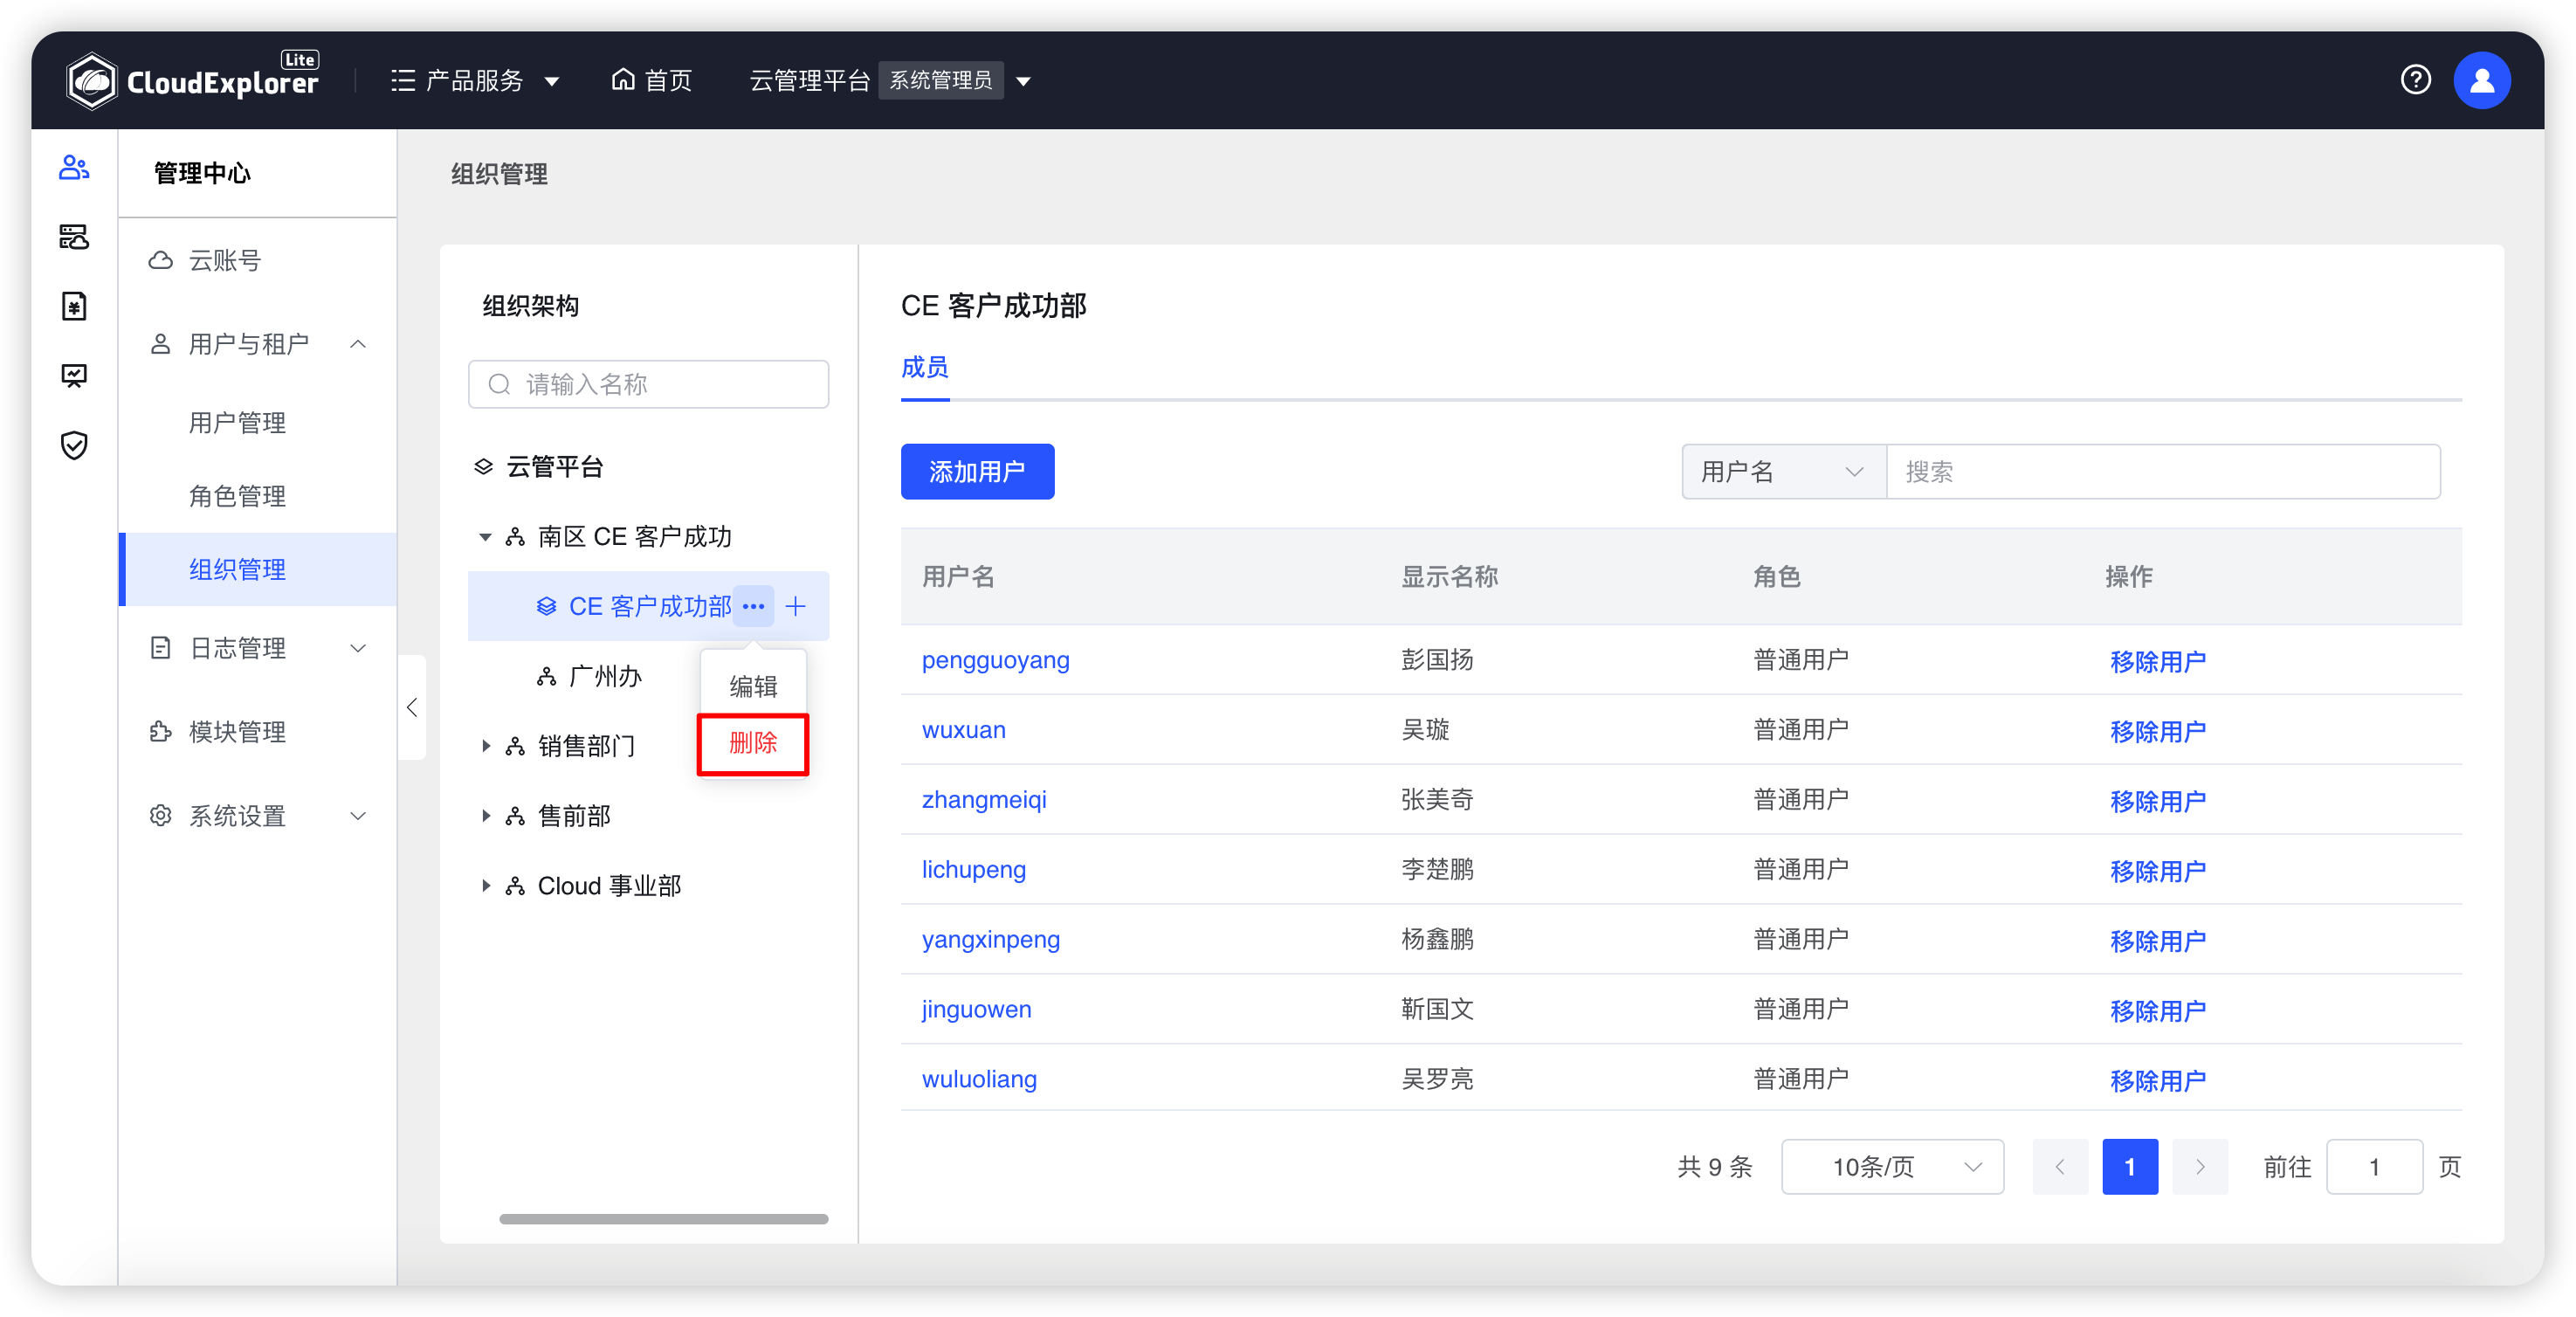 CloudExplorer Lite
产品服务
首页
云管理平台 系统管理员
管理中心
云账号
用户与租户
用户管理
角色管理
组织管理
日志管理
模块管理
系统设置
组织管理
组织架构
请输入名称
云管平台
南区 CE 客户成功
CE 客户成功部
广州办
销售部门
售前部
Cloud 事业部
编辑
删除
CE 客户成功部
成员
添加用户
用户名 搜索
用户名 显示名称 角色 操作
pengguoyang 彭国扬 普通用户 移除用户
wuxuan 吴璇 普通用户 移除用户
zhangmeiqi 张美奇 普通用户 移除用户
lichupeng 李楚鹏 普通用户 移除用户
yangxinpeng 杨鑫鹏 普通用户 移除用户
jinguowen 靳国文 普通用户 移除用户
wuluoliang 吴罗亮 普通用户 移除用户
共 9 条 10条/页 1 前往 1 页